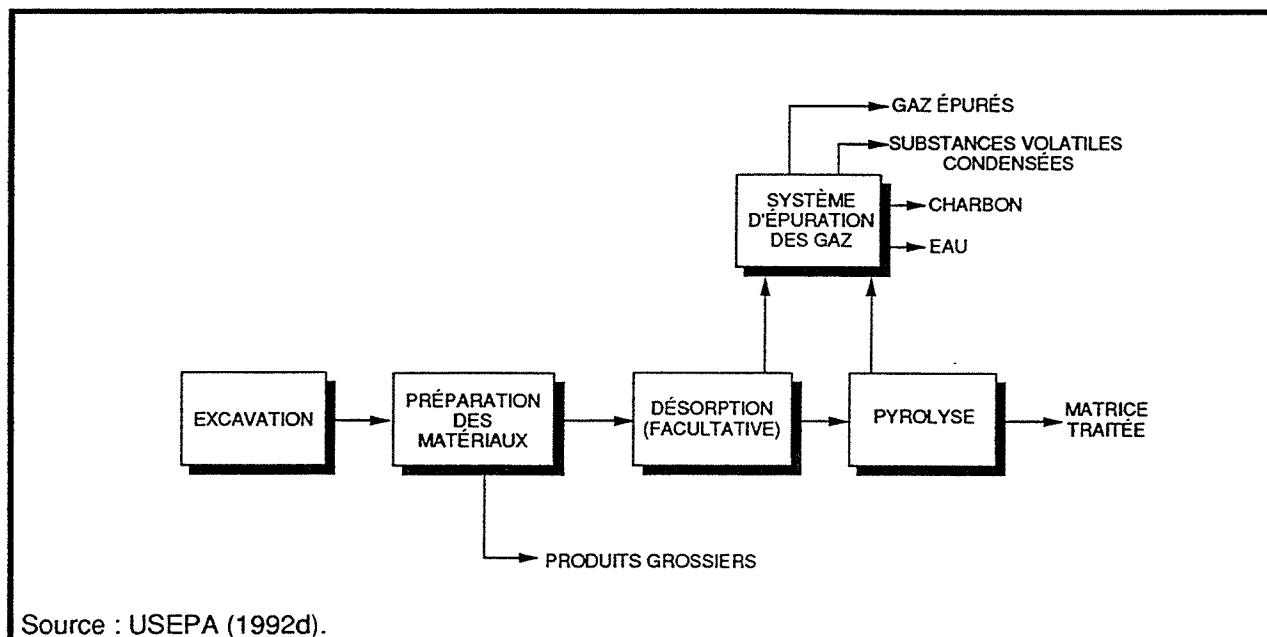 GAZ ÉPURÉS
SUBSTANCES VOLATILES
CONDENSÉES
SYSTÈME
D'ÉPURATION
DES GAZ
CHARBON
EAU
EXCAVATION
PRÉPARATION
DES
MATÉRIAUX
DÉSORPTION
(FACULTATIVE)
PYROLYSE
MATRICE
TRAITÉE
PRODUITS GROSSIERS
Source : USEPA (1992d).